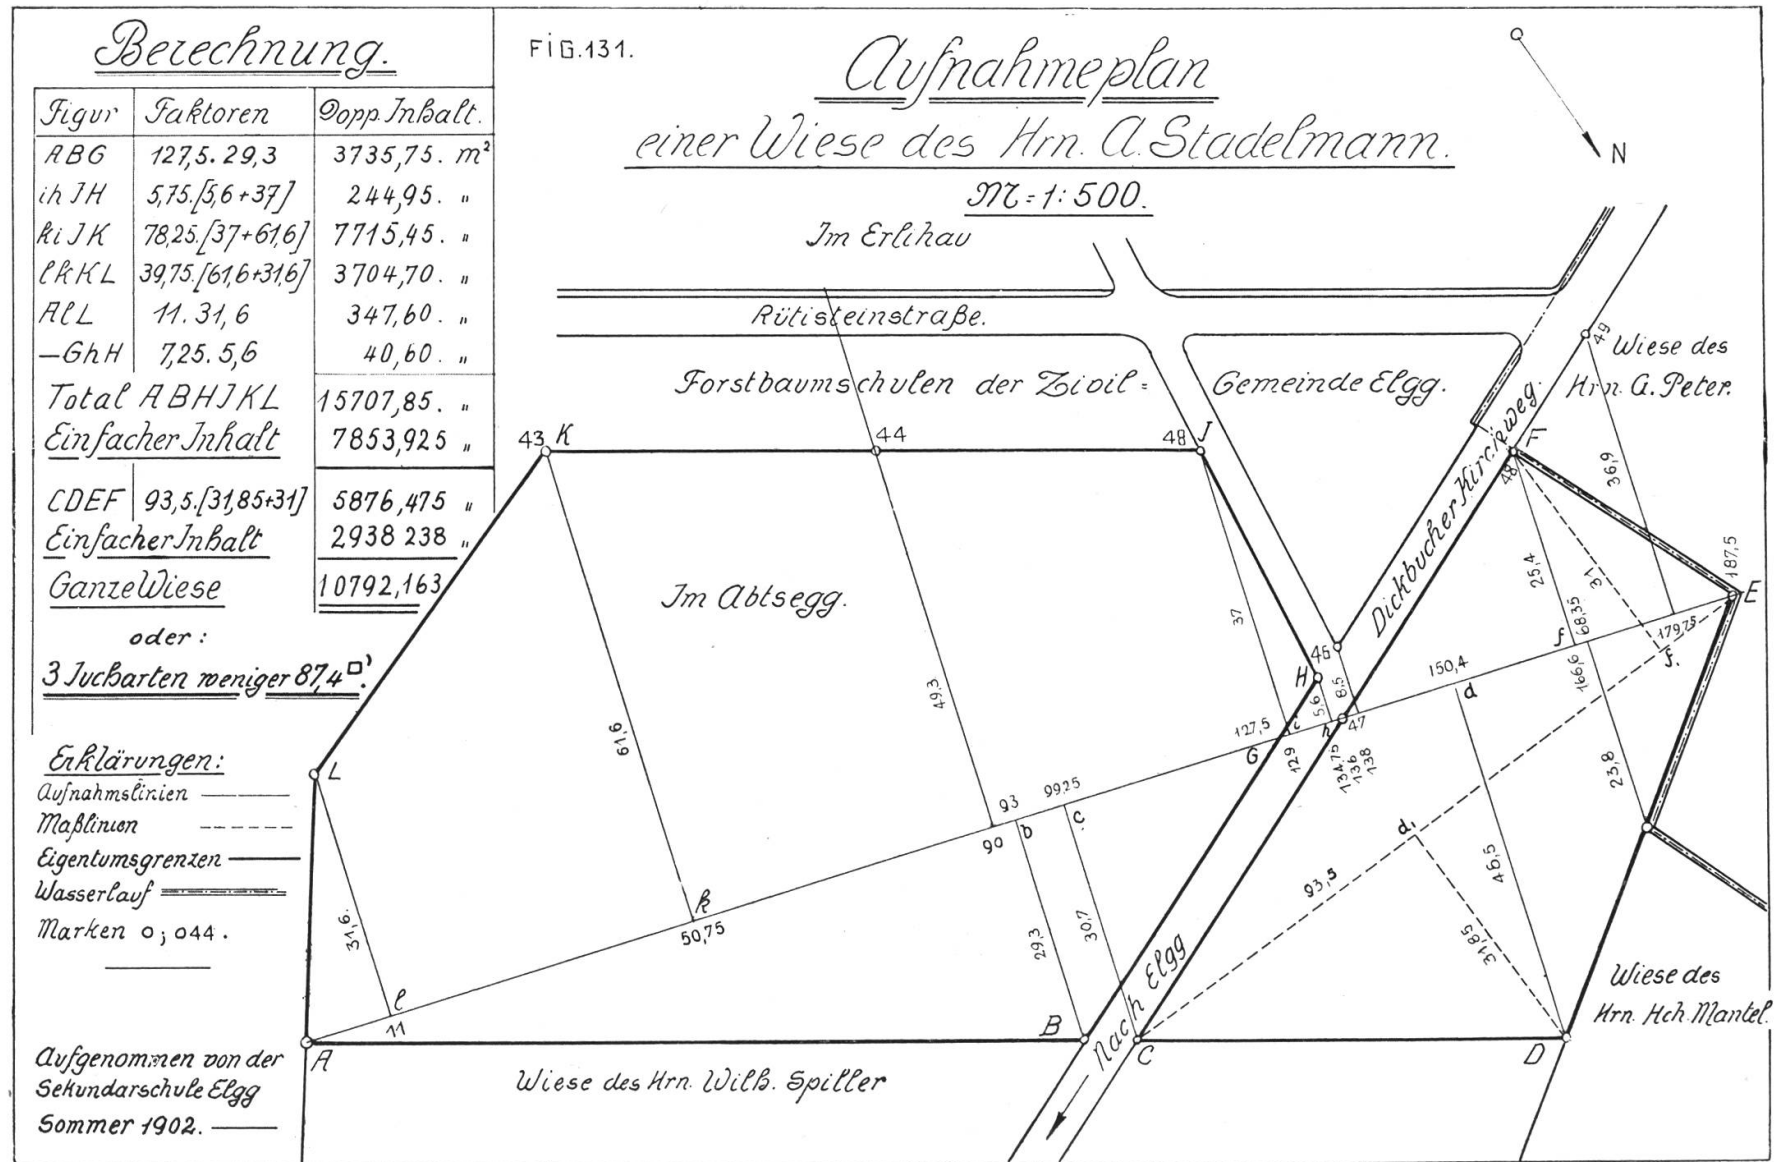 Berechnung.
Figur Faktoren Dopp. Inhalt.
ABG 127,5. 29,3 3735,75. m²
ihJH 5,75.[5,6+37] 244,95. "
kiJK 78,25.[37+61,6] 7715,45. "
lkKL 39,75.[61,6+31,6] 3704,70. "
AlL 11. 31,6 347,60. "
—GhH 7,25. 5,6 40,60. "
Total ABHJKL 15707,85. "
Einfacher Inhalt 7853,925 "
CDEF 93,5.[31,85+31] 5876,475 "
Einfacher Inhalt 2938 238 "
Ganze Wiese 10792,163
oder:
3 Jucharten weniger 87,4 □'.
Erklärungen:
Aufnahmslinien
Maßlinien
Eigentumsgrenzen
Wasserlauf
Marken o; o44.
Aufgenommen von der
Sekundarschule Elgg
Sommer 1902.
FIG.131.
Aufnahmeplan
einer Wiese des Hrn. A. Stadelmann.
M=1:500.
N
Im Erlihau
Rütisteinstraße.
Forstbaumschulen der Zivil= Gemeinde Elgg.
49
Wiese des
Hrn. G. Peter.
43 K
44
48 J
Dickbucher Kirchweg.
F
48
36,9
187,5
E
Im Abtsegg.
37
25,4
31
68,35
179,75
f
f.
46
H
8,5
5,6
47
150,4
d
166,6
49,3
61,6
127,5
i
h
G
129
134,75
136
138
23,8
L
93
99,25
90
b
c
d.
46,5
93,5
k
50,75
31,6.
29,3
30,7
31,85
l
11
Wiese des
Hrn. Hch. Mantel.
A
B
Nach Elgg
C
D
Wiese des Hrn. Wilh. Spiller